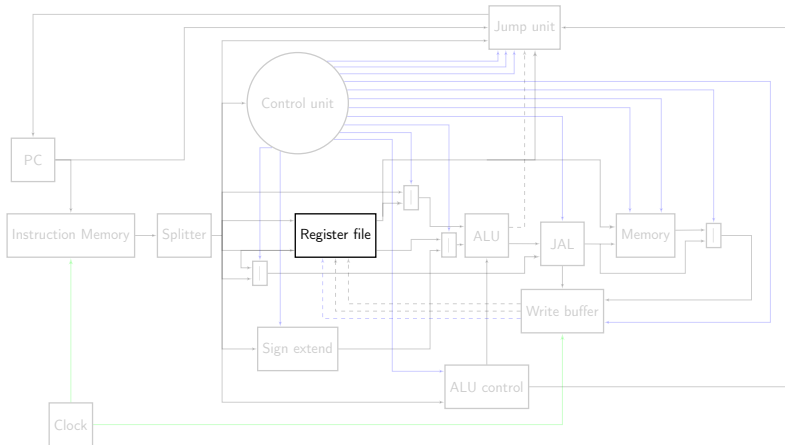 Jump unit
Control unit
PC
Instruction Memory
Splitter
Register file
ALU
JAL
Memory
Write buffer
Sign extend
ALU control
Clock